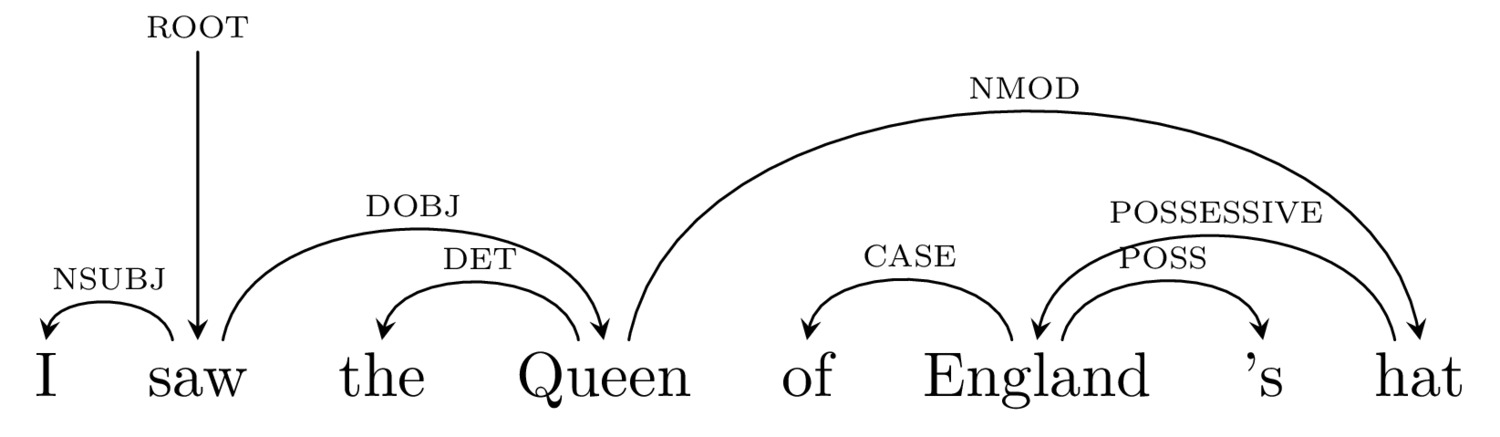 ROOT
NMOD
DOBJ
POSSESSIVE
DET
CASE
POSS
NSUBJ
I saw the Queen of England 's hat